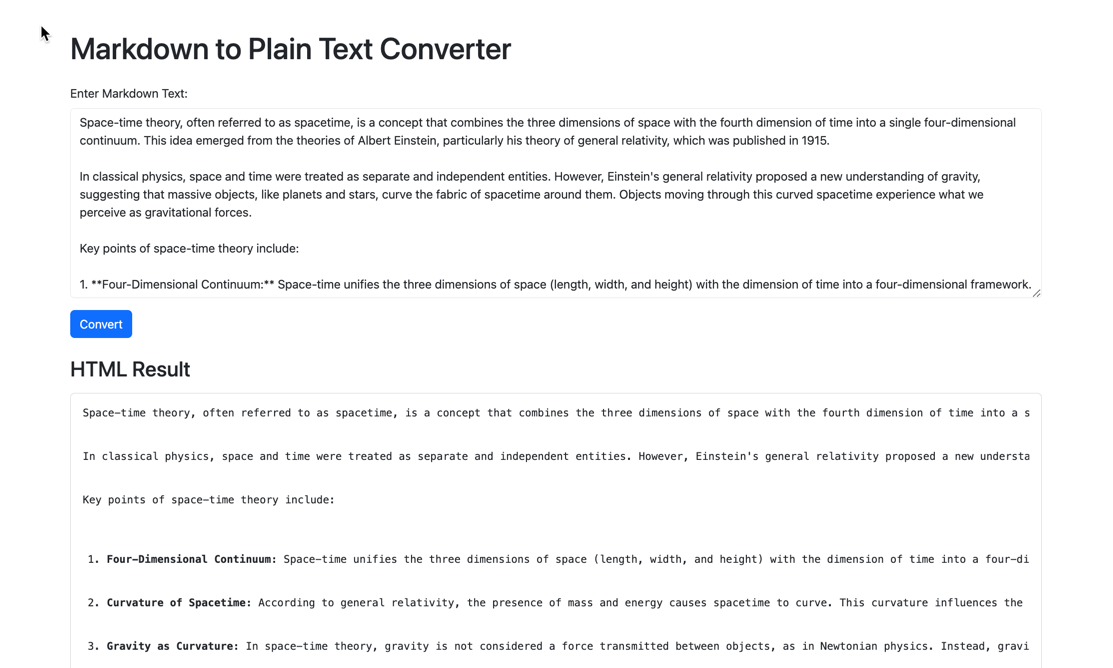 Markdown to Plain Text Converter
Enter Markdown Text:
Space-time theory, often referred to as spacetime, is a concept that combines the three dimensions of space with the fourth dimension of time into a single four-dimensional
continuum. This idea emerged from the theories of Albert Einstein, particularly his theory of general relativity, which was published in 1915.
In classical physics, space and time were treated as separate and independent entities. However, Einstein's general relativity proposed a new understanding of gravity,
suggesting that massive objects, like planets and stars, curve the fabric of spacetime around them. Objects moving through this curved spacetime experience what we
perceive as gravitational forces.
Key points of space-time theory include:
1. **Four-Dimensional Continuum:** Space-time unifies the three dimensions of space (length, width, and height) with the dimension of time into a four-dimensional framework.
Convert
HTML Result
Space-time theory, often referred to as spacetime, is a concept that combines the three dimensions of space with the fourth dimension of time into a s
In classical physics, space and time were treated as separate and independent entities. However, Einstein's general relativity proposed a new understa
Key points of space-time theory include:
1. Four-Dimensional Continuum: Space-time unifies the three dimensions of space (length, width, and height) with the dimension of time into a four-di
2. Curvature of Spacetime: According to general relativity, the presence of mass and energy causes spacetime to curve. This curvature influences the
3. Gravity as Curvature: In space-time theory, gravity is not considered a force transmitted between objects, as in Newtonian physics. Instead, gravi